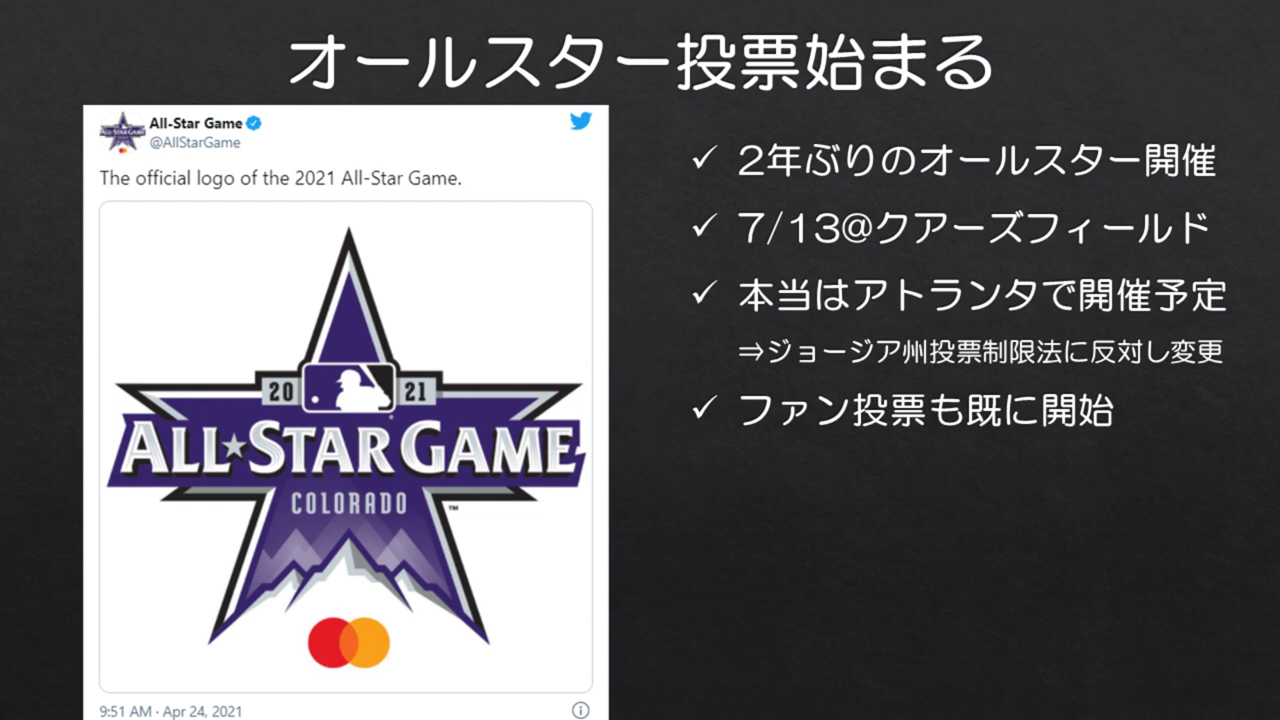 オールスター投票始まる
All-Star Game
@AllStarGame
The official logo of the 2021 All-Star Game.
20 21
ALL★STAR GAME
COLORADO
™
9:51 AM · Apr 24, 2021
✓ 2年ぶりのオールスター開催
✓ 7/13@クアーズフィールド
✓ 本当はアトランタで開催予定
⇒ジョージア州投票制限法に反対し変更
✓ ファン投票も既に開始